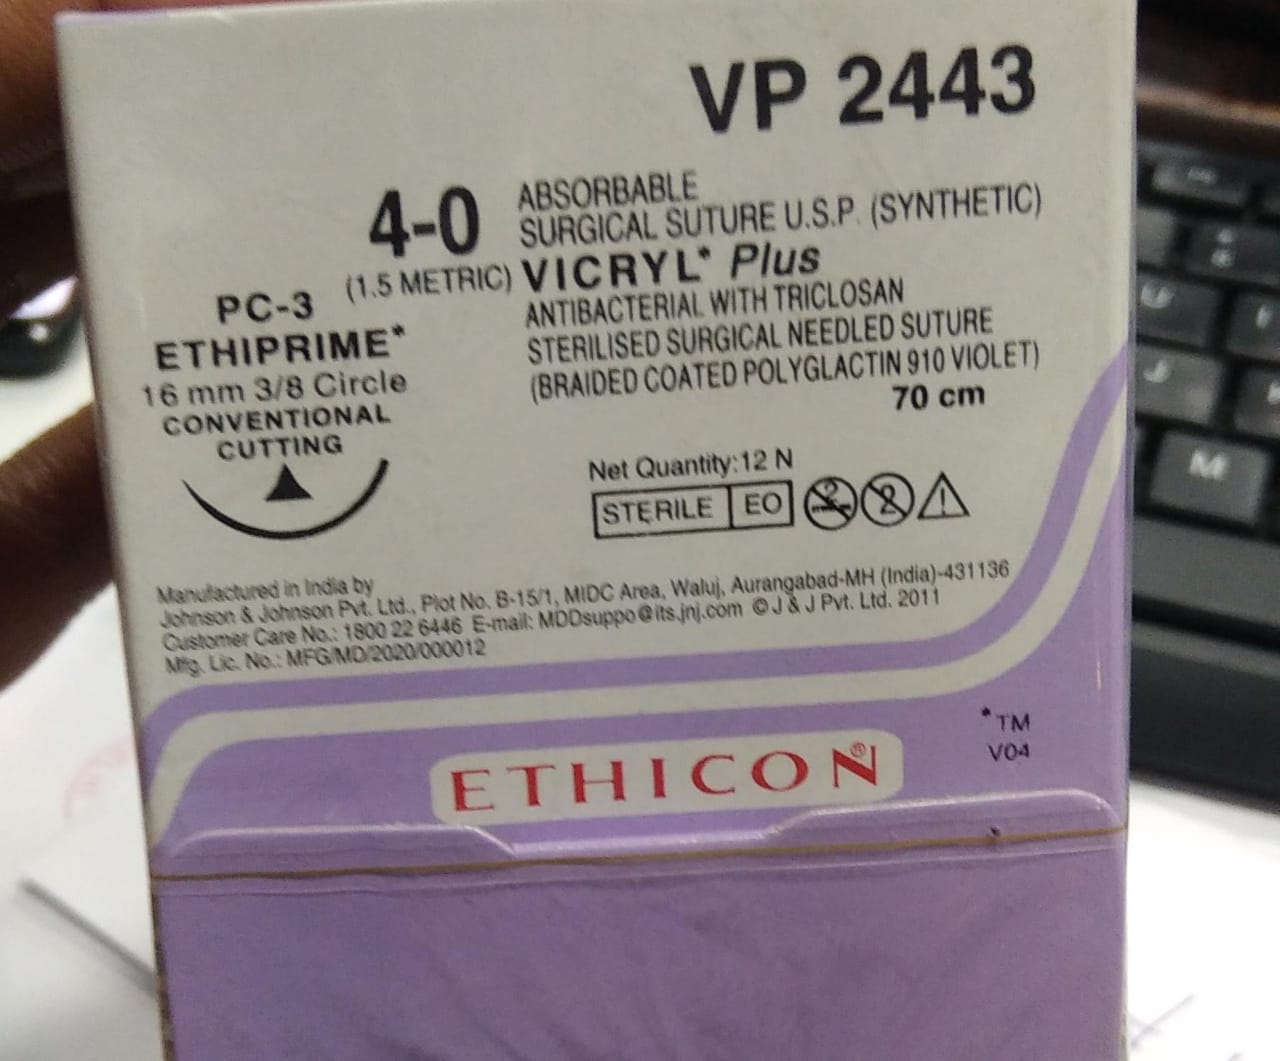 VP 2443
4-0
(1.5 METRIC)
ABSORBABLE
SURGICAL SUTURE U.S.P. (SYNTHETIC)
VICRYL* Plus
ANTIBACTERIAL WITH TRICLOSAN
STERILISED SURGICAL NEEDLED SUTURE
(BRAIDED COATED POLYGLACTIN 910 VIOLET)
70 cm
PC-3
ETHIPRIME*
16 mm 3/8 Circle
CONVENTIONAL
CUTTING
Net Quantity:12 N
STERILE EO
Manufactured in India by
Johnson & Johnson Pvt. Ltd., Plot No. B-15/1, MIDC Area, Waluj, Aurangabad-MH (India)-431136
Customer Care No.: 1800 22 6446 E-mail: MDDsuppo@its.jnj.com © J & J Pvt. Ltd. 2011
Mfg. Lic. No.: MFG/MD/2020/000012
*TM
V04
ETHICON®
M